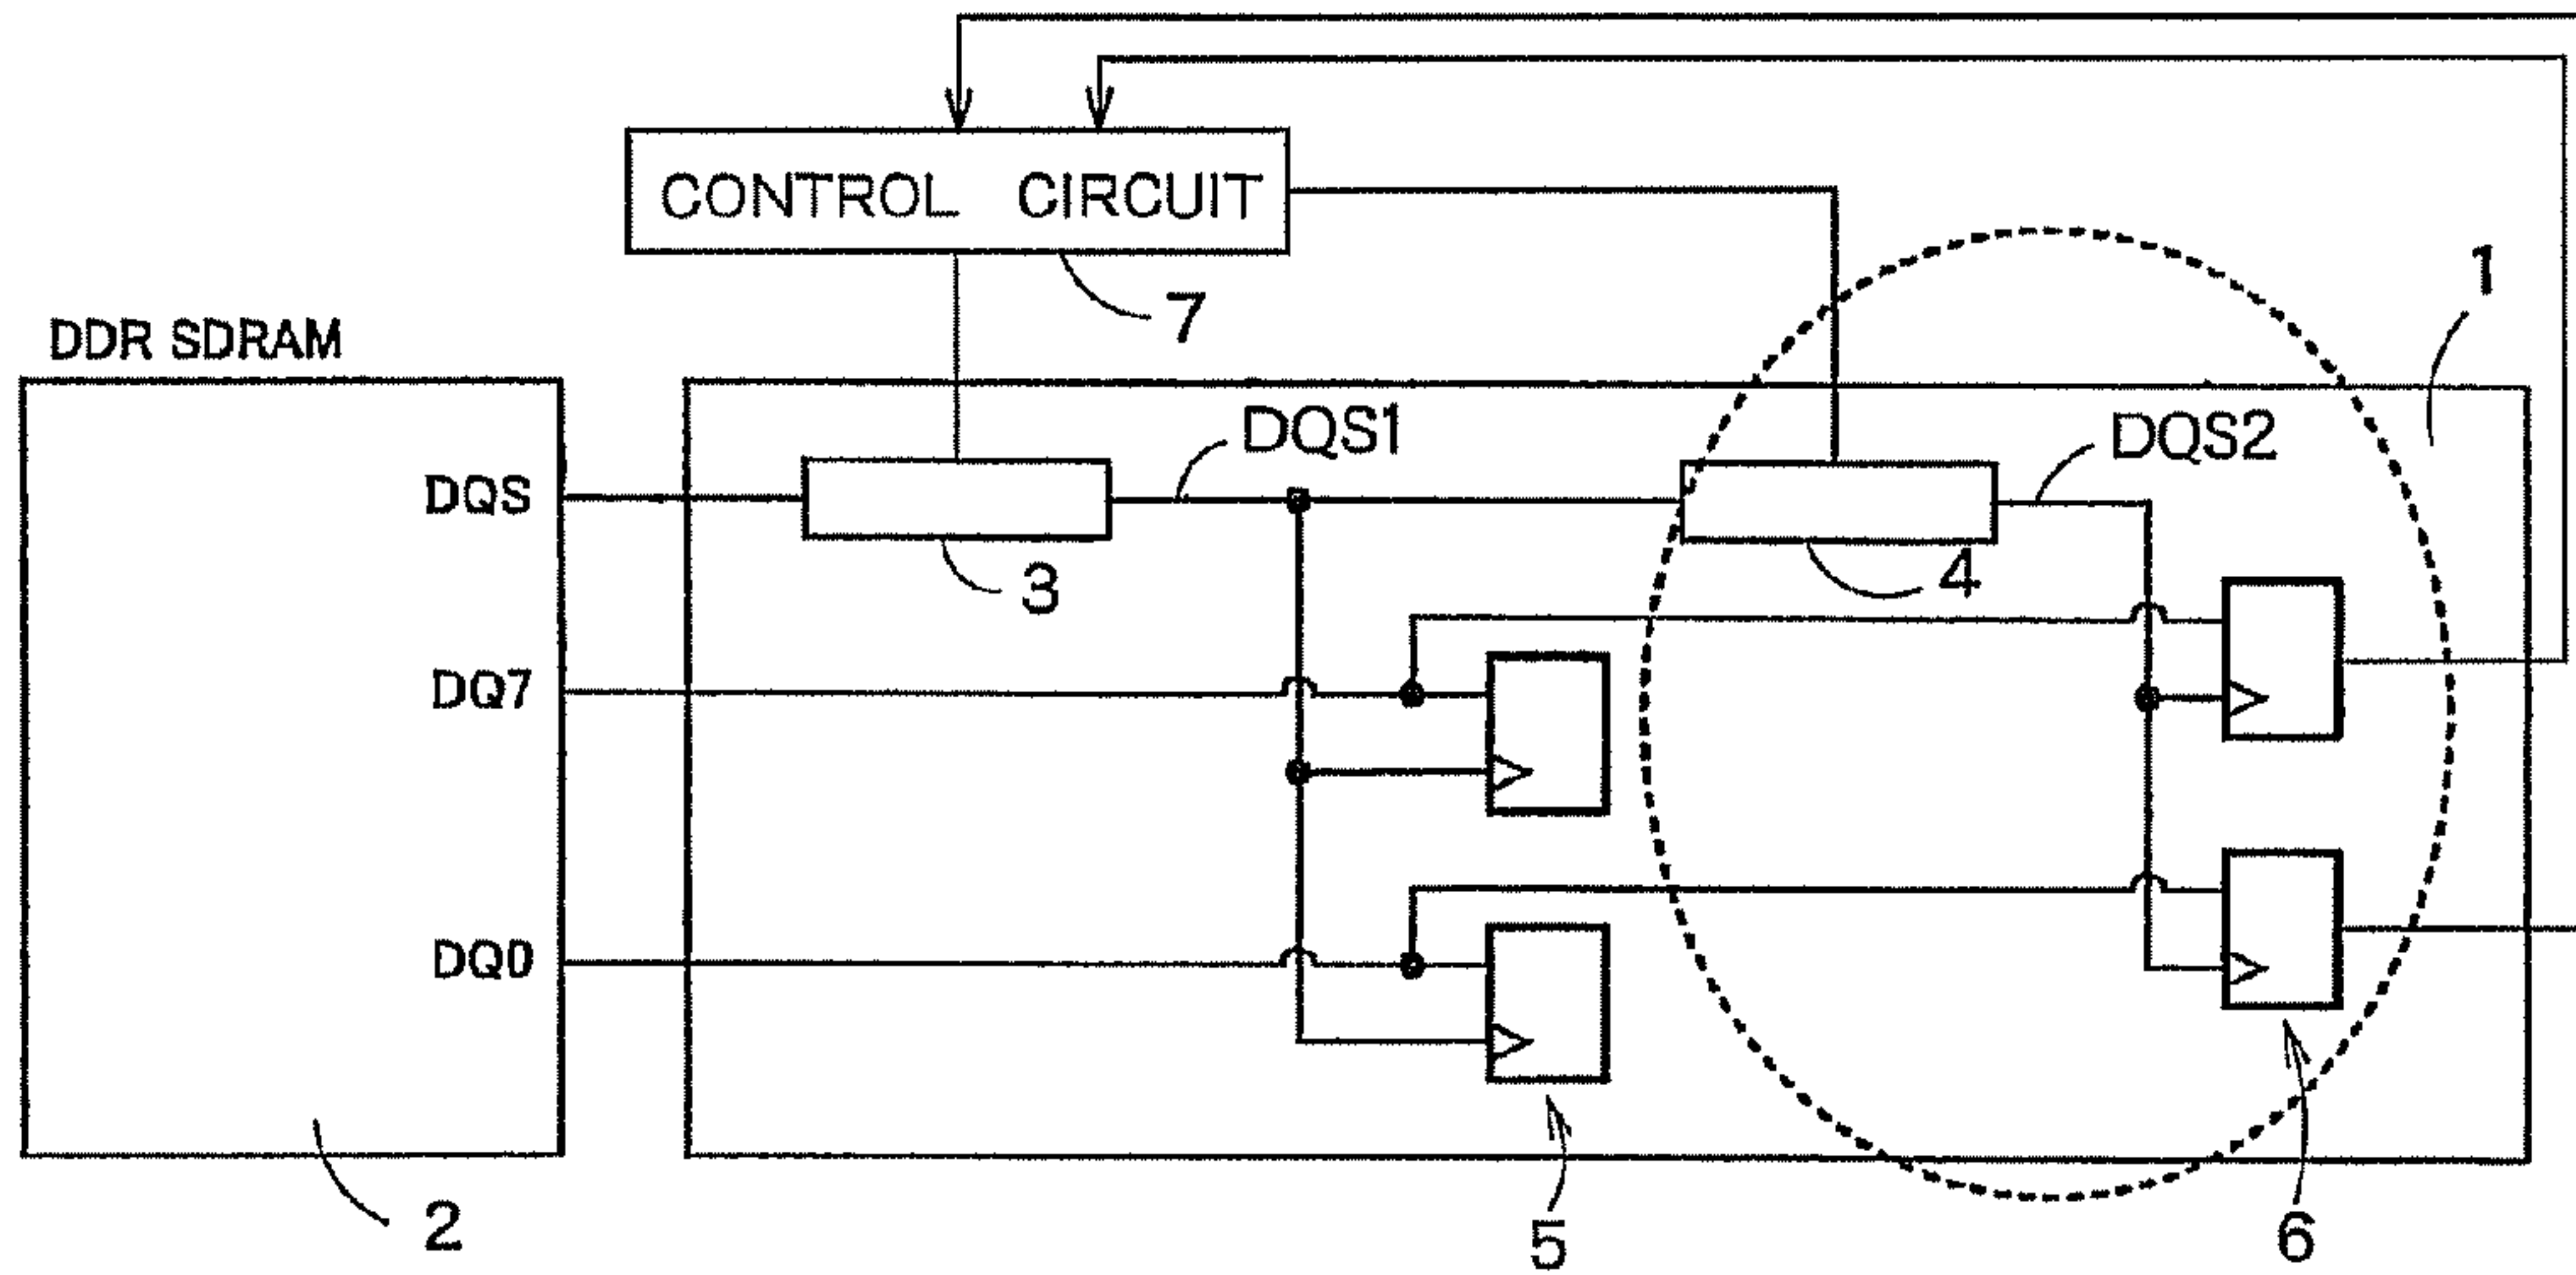 CONTROL CIRCUIT
7
1
DDR SDRAM
DQS1
DQS2
DQS
3
4
DQ7
DQ0
2
5
6